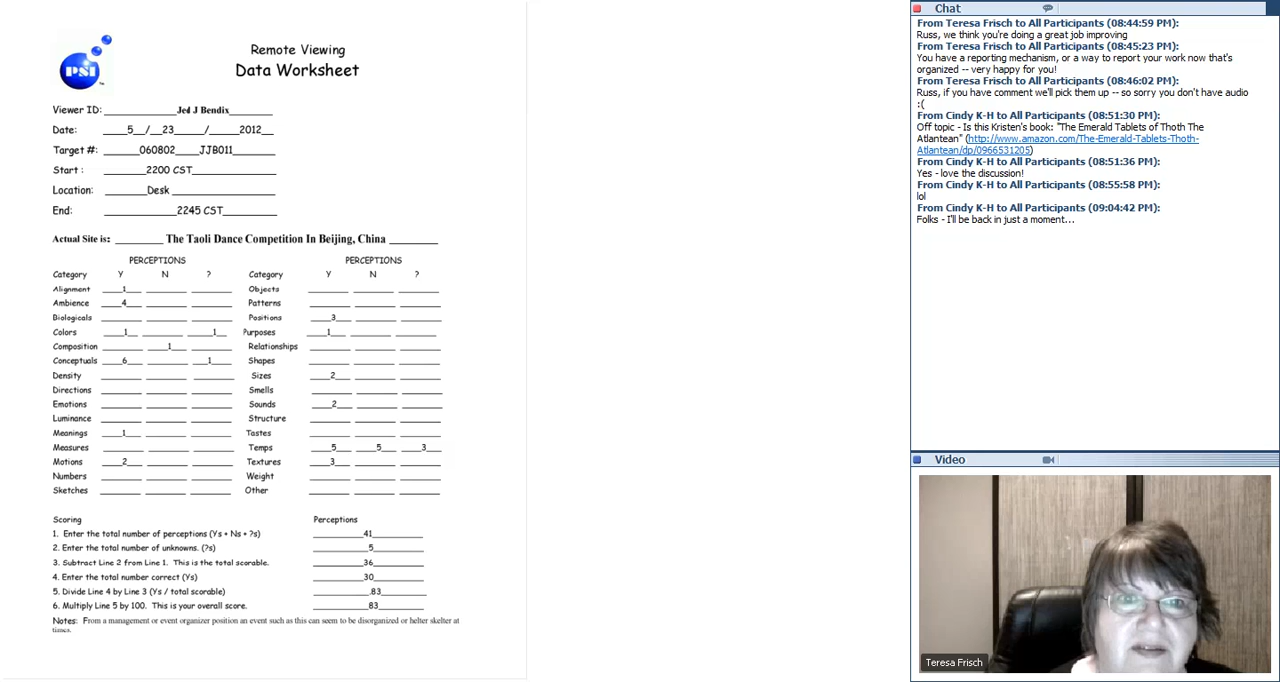 PSI
Remote Viewing
Data Worksheet
Viewer ID: Jed J Bendix
Date: 5 / 23 / 2012
Target #: 060802 JJB011
Start : 2200 CST
Location: Desk
End: 2245 CST
Actual Site is: The Taoli Dance Competition In Beijing, China
PERCEPTIONS PERCEPTIONS
Category Y N ? Category Y N ?
Alignment 1 Objects
Ambience 4 Patterns
Biologicals Positions 3
Colors 1 1 Purposes 1
Composition 1 Relationships
Conceptuals 6 1 Shapes
Density Sizes 2
Directions Smells
Emotions Sounds 2
Luminance Structure
Meanings 1 Tastes
Measures Temps 5 5 3
Motions 2 Textures 3
Numbers Weight
Sketches Other
Scoring Perceptions
1. Enter the total number of perceptions (Ys + Ns + ?s) 41
2. Enter the total number of unknowns. (?s) 5
3. Subtract Line 2 from Line 1. This is the total scorable. 36
4. Enter the total number correct (Ys) 30
5. Divide Line 4 by Line 3 (Ys / total scorable) .83
6. Multiply Line 5 by 100. This is your overall score. 83
Notes: From a management or event organizer position an event such as this can seem to be disorganized or helter skelter at
times.
Chat
From Teresa Frisch to All Participants (08:44:59 PM):
Russ, we think you're doing a great job improving
From Teresa Frisch to All Participants (08:45:23 PM):
You have a reporting mechanism, or a way to report your work now that's
organized -- very happy for you!
From Teresa Frisch to All Participants (08:46:02 PM):
Russ, if you have comment we'll pick them up -- so sorry you don't have audio
:(
From Cindy K-H to All Participants (08:51:30 PM):
Off topic - Is this Kristen's book: "The Emerald Tablets of Thoth The
Atlantean" (http://www.amazon.com/The-Emerald-Tablets-Thoth-
Atlantean/dp/0966531205)
From Cindy K-H to All Participants (08:51:36 PM):
Yes - love the discussion!
From Cindy K-H to All Participants (08:55:58 PM):
lol
From Cindy K-H to All Participants (09:04:42 PM):
Folks - I'll be back in just a moment...
Video
Teresa Frisch